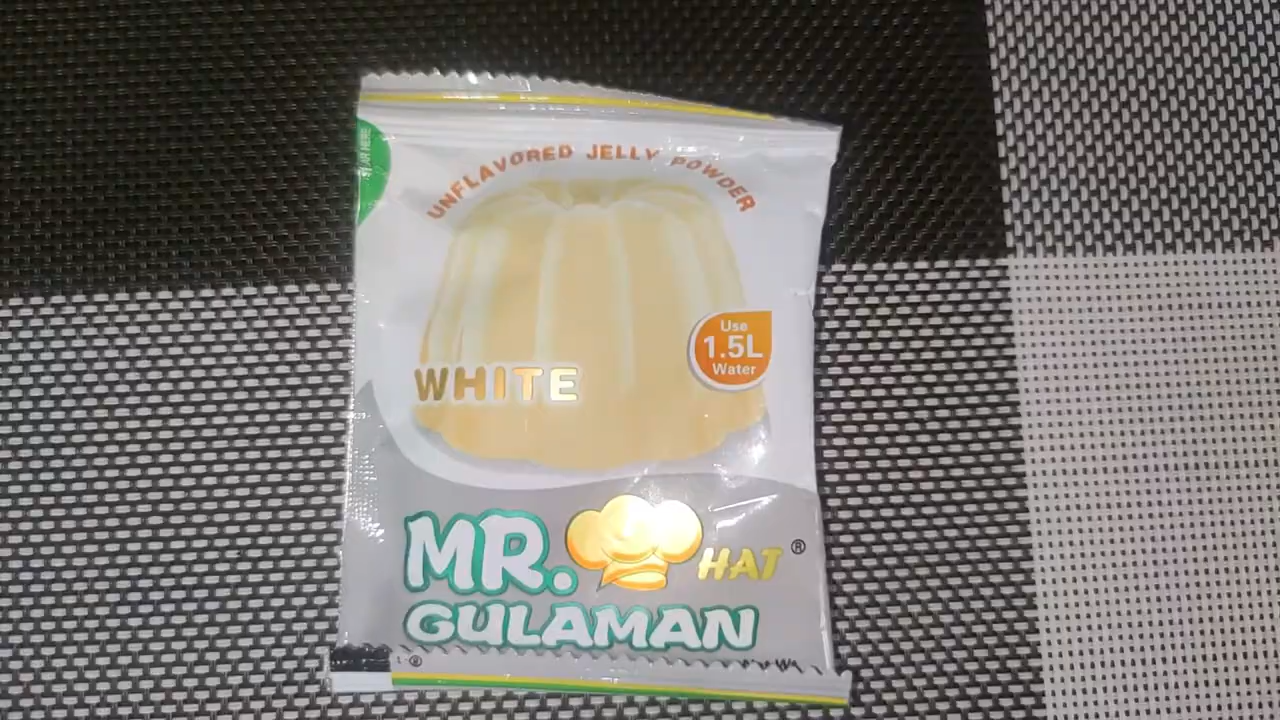 UNFLAVORED JELLY POWDER
Use
1.5L
Water
WHITE
MR. HAT®
GULAMAN